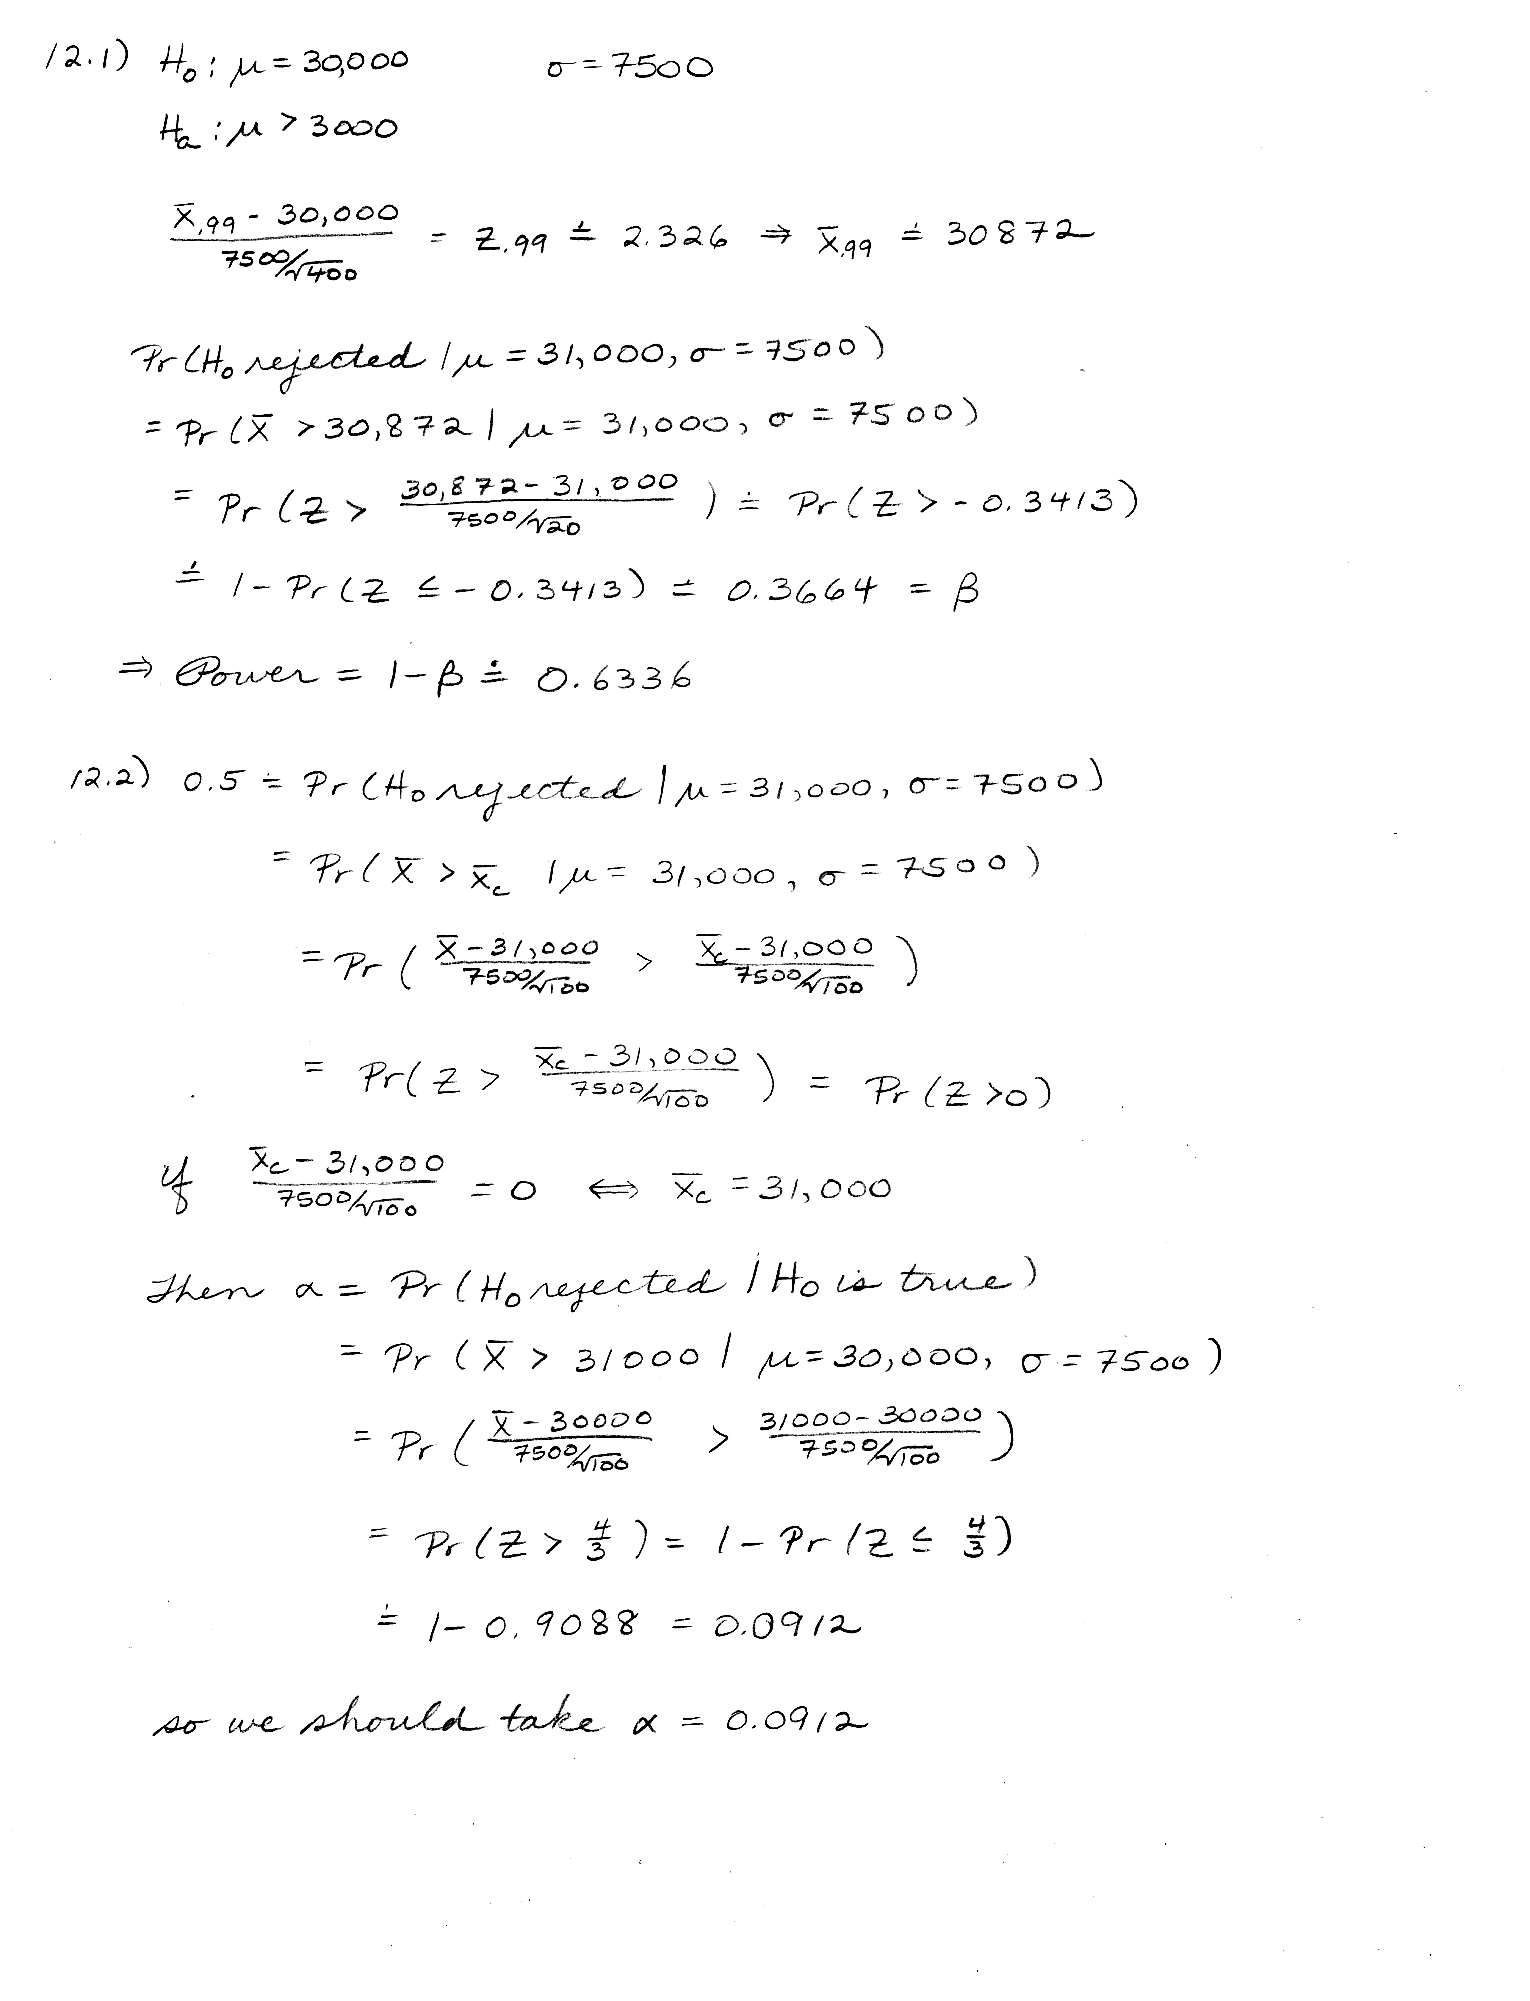 12.1) H₀ : μ = 30,000 σ = 7500
Hₐ : μ > 3000
(x̄.99 - 30,000)/(7500/√400) = Z.99 ≐ 2.326 ⇒ x̄.99 ≐ 30872
Pr(H₀ rejected | μ = 31,000, σ = 7500)
= Pr(X̄ > 30,872 | μ = 31,000, σ = 7500)
= Pr(Z > (30,872 - 31,000)/(7500/√20)) ≐ Pr(Z > -0.3413)
≐ 1 - Pr(Z ≤ -0.3413) ≐ 0.3664 = β
⇒ Power = 1 - β ≐ 0.6336
12.2) 0.5 ≐ Pr(H₀ rejected | μ = 31,000, σ = 7500)
= Pr(X̄ > x̄c | μ = 31,000, σ = 7500)
= Pr((X̄ - 31,000)/(7500/√100) > (x̄c - 31,000)/(7500/√100))
= Pr(Z > (x̄c - 31,000)/(7500/√100)) = Pr(Z > 0)
if (x̄c - 31,000)/(7500/√100) = 0 ⇔ x̄c = 31,000
Then α = Pr(H₀ rejected | H₀ is true)
= Pr(X̄ > 31000 | μ = 30,000, σ = 7500)
= Pr((X̄ - 30000)/(7500/√100) > (31000 - 30000)/(7500/√100))
= Pr(Z > 4/3) = 1 - Pr(Z ≤ 4/3)
≐ 1 - 0.9088 = 0.0912
so we should take α = 0.0912